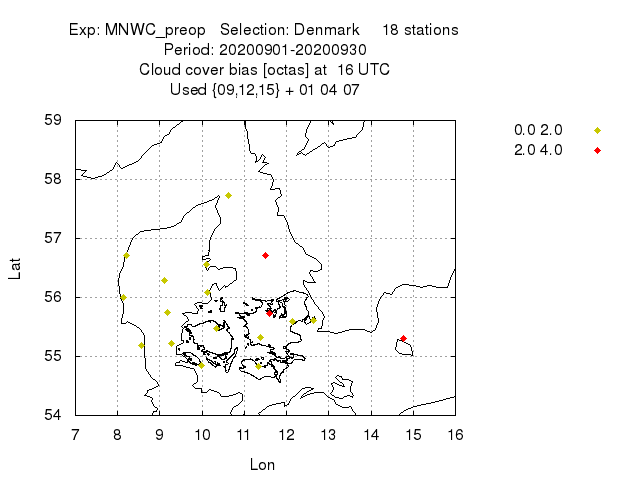 Exp: MNWC_preop   Selection: Denmark     18 stations
Period: 20200901-20200930
Cloud cover bias [octas] at  16 UTC
Used {09,12,15} + 01 04 07
0.0 2.0
2.0 4.0
59
58
57
56
55
54
Lat
7 8 9 10 11 12 13 14 15 16
Lon